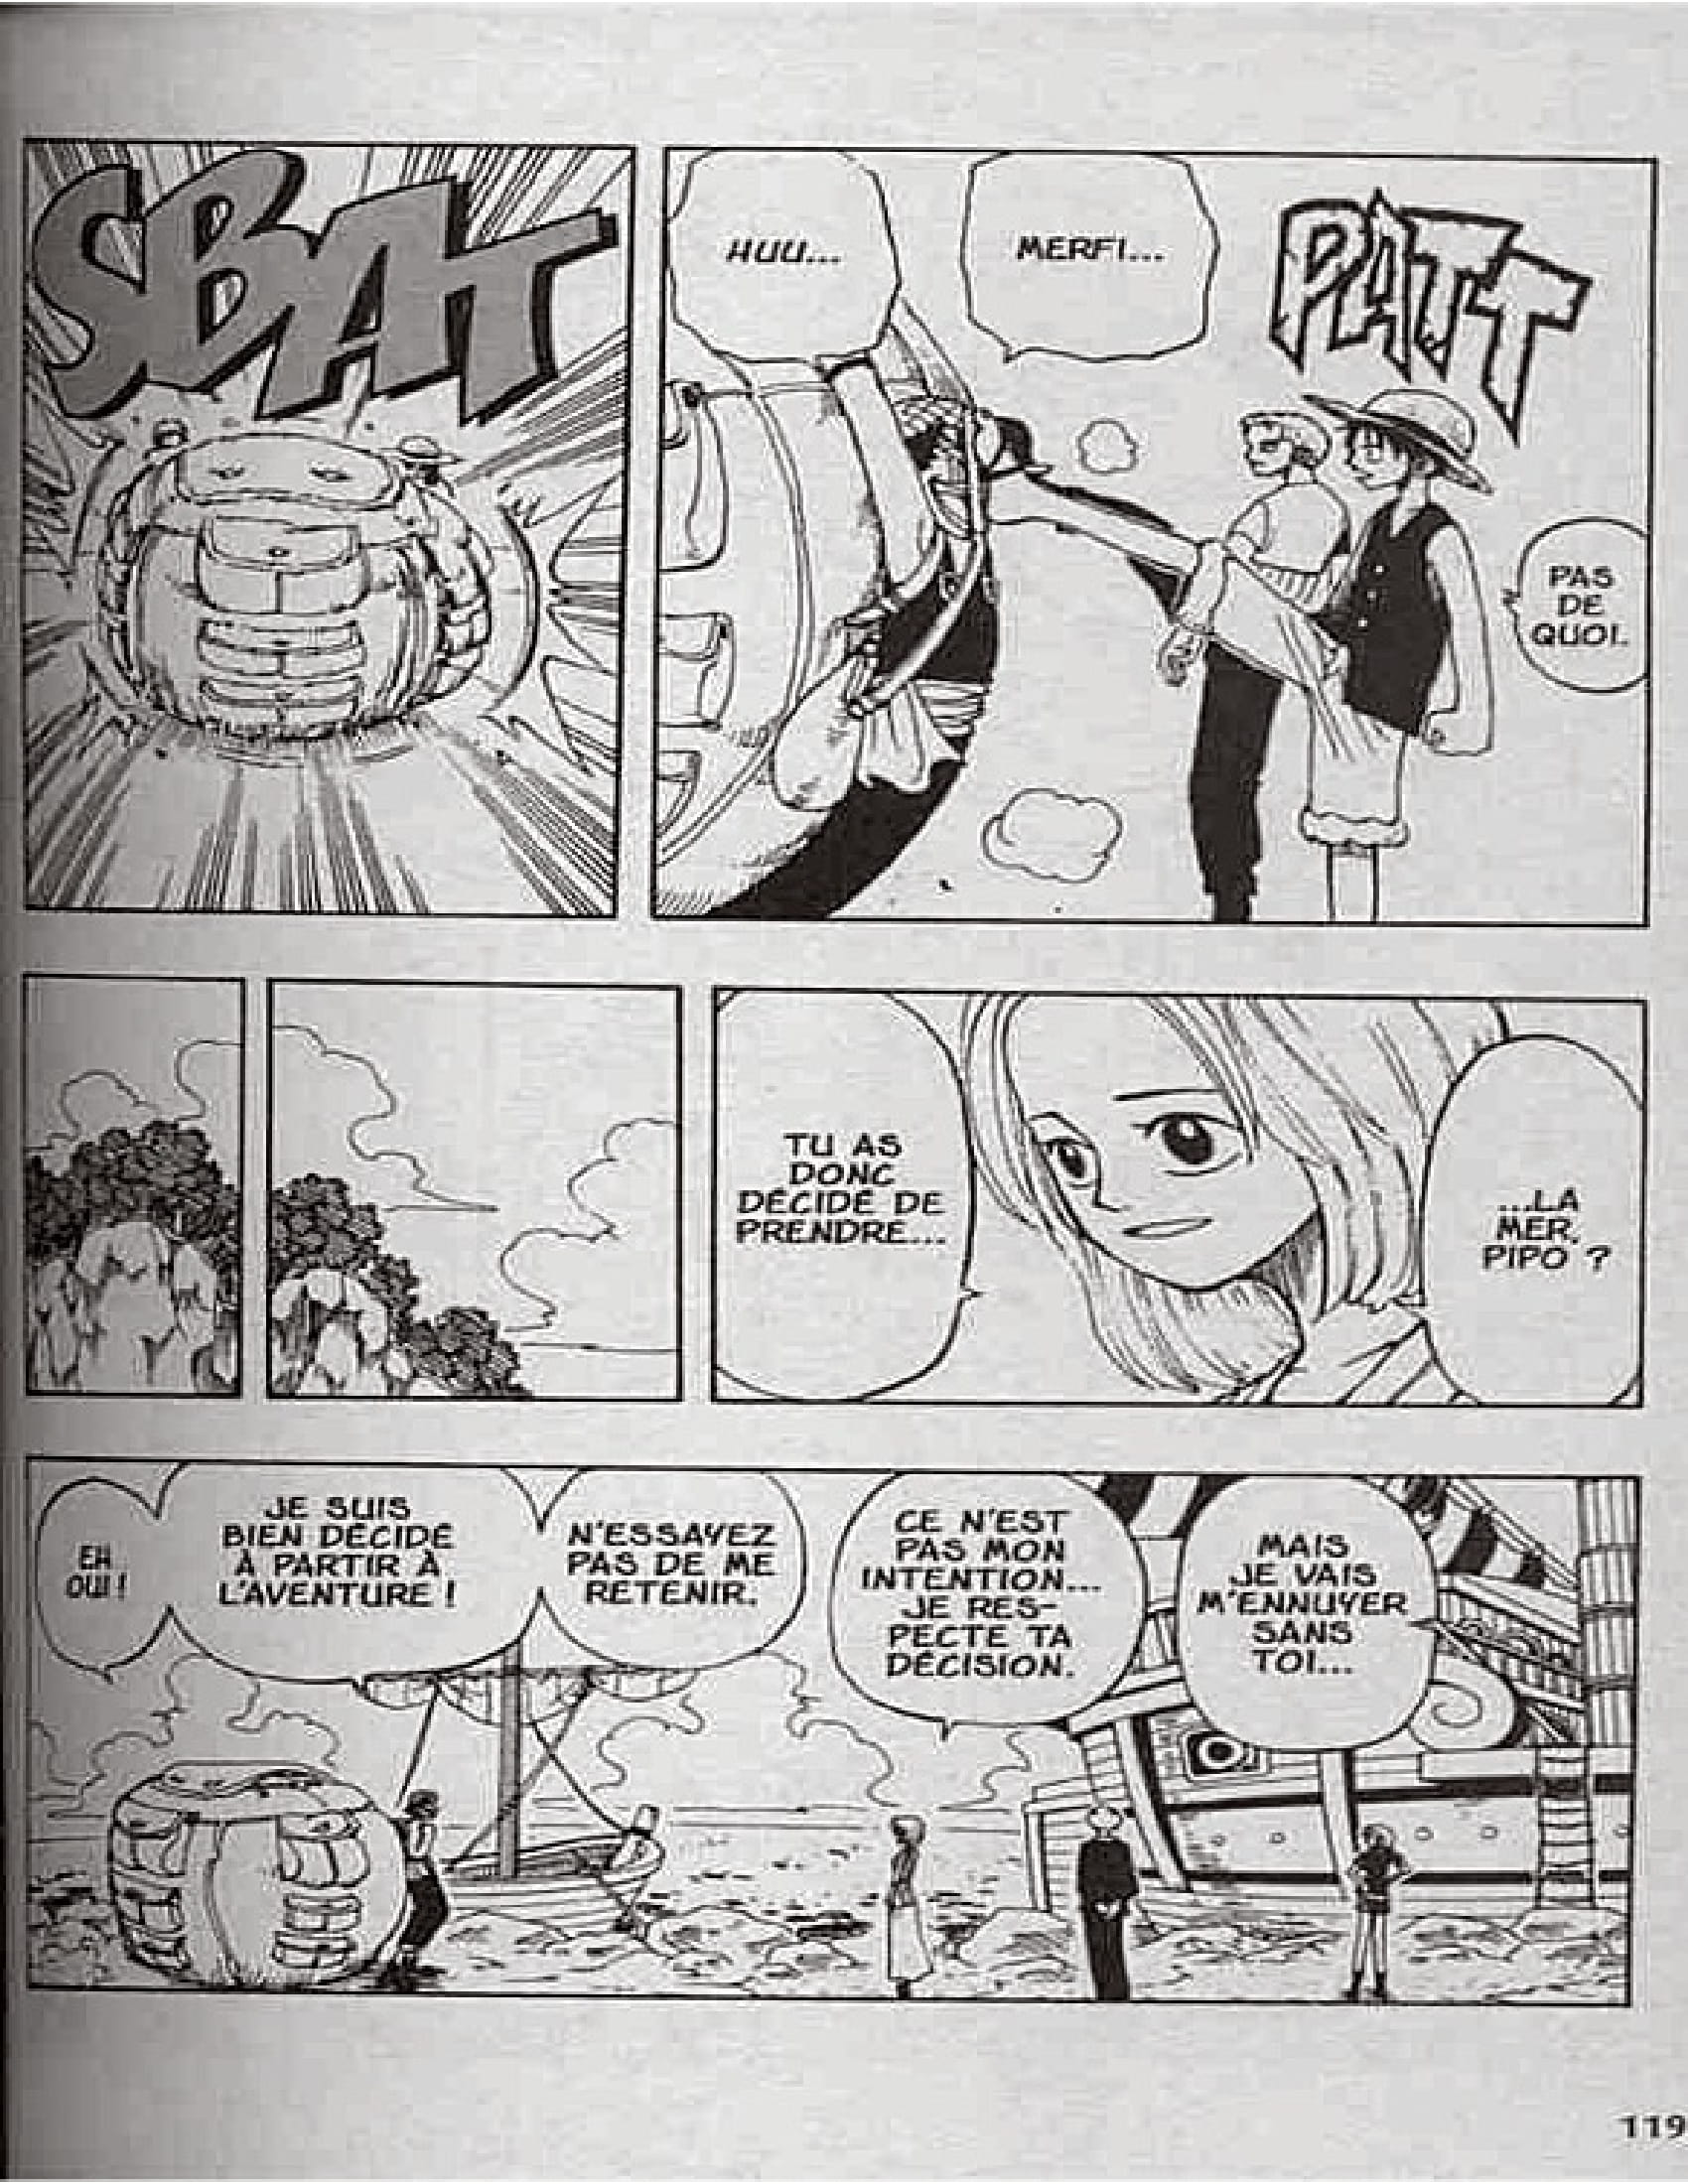 SBAT
HUU...
MERFI...
PATT
PAS
DE
QUOI.
TU AS
DONC
DÉCIDÉ DE
PRENDRE...
...LA
MER,
PIPO ?
EH
OUI !
JE SUIS
BIEN DÉCIDÉ
À PARTIR À
L'AVENTURE !
N'ESSAYEZ
PAS DE ME
RETENIR.
CE N'EST
PAS MON
INTENTION...
JE RES-
PECTE TA
DÉCISION.
MAIS
JE VAIS
M'ENNUYER
SANS
TOI...
119